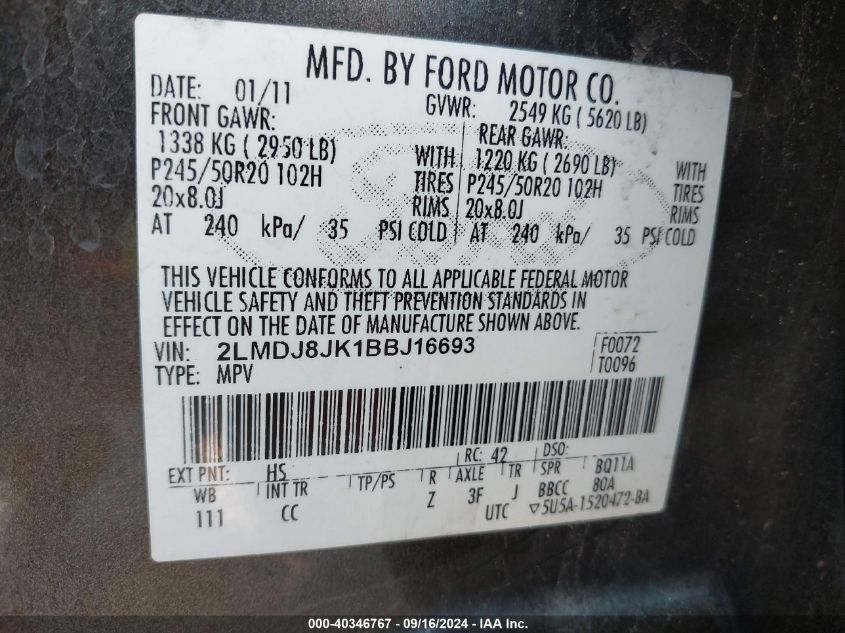 MFD. BY FORD MOTOR CO.
DATE: 01/11 GVWR: 2549 KG ( 5620 LB)
FRONT GAWR: REAR GAWR:
1338 KG ( 2950 LB) WITH 1220 KG ( 2690 LB) WITH
P245/50R20 102H TIRES P245/50R20 102H TIRES
20x8.0J RIMS 20x8.0J RIMS
AT 240 kPa/ 35 PSI COLD AT 240 kPa/ 35 PSI COLD
THIS VEHICLE CONFORMS TO ALL APPLICABLE FEDERAL MOTOR
VEHICLE SAFETY AND THEFT PREVENTION STANDARDS IN
EFFECT ON THE DATE OF MANUFACTURE SHOWN ABOVE.
VIN: 2LMDJ8JK1BBJ16693 F0072
TYPE: MPV T0096
RC: 42 DSO:
EXT PNT: HS BQ11A
WB INT TR TP/PS R AXLE TR SPR 80A
111 CC Z 3F J BBCC
UTC ▽5U5A-1520472-BA
000-40346767 - 09/16/2024 - IAA Inc.